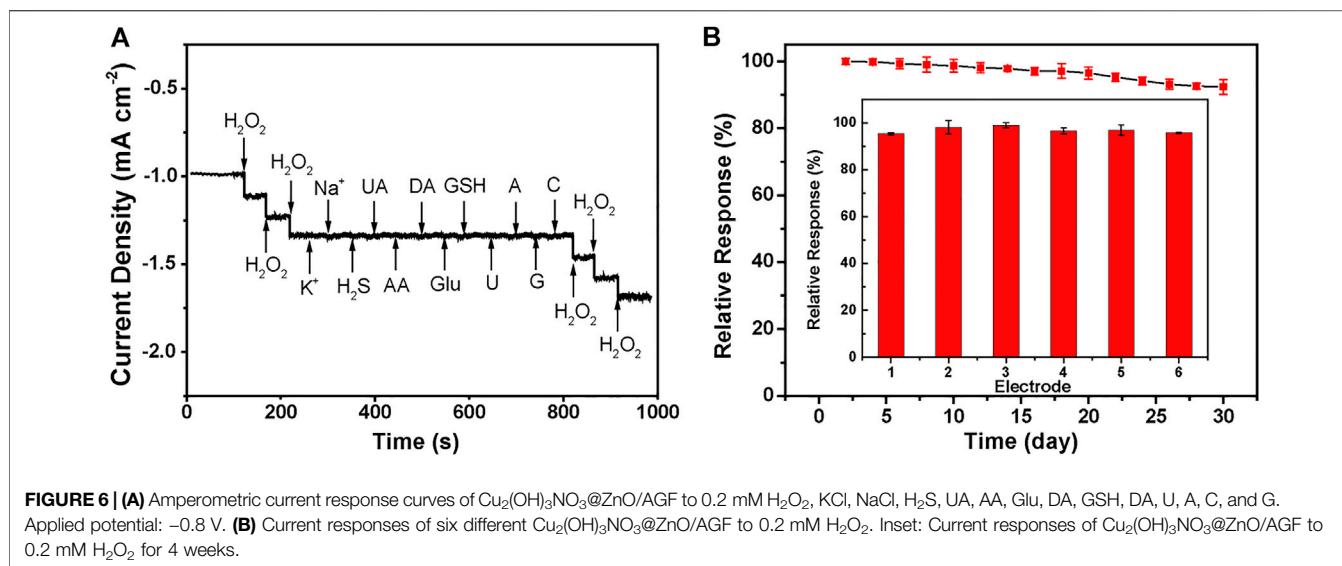 A
-0.5
-1.0
-1.5
-2.0
Current Density (mA cm⁻²)
H₂O₂
H₂O₂
H₂O₂
Na⁺
UA
DA
GSH
A
C
H₂O₂
K⁺
H₂S
AA
Glu
U
G
H₂O₂
H₂O₂
0
200
400
600
800
1000
Time (s)
B
100
80
60
40
20
0
Relative Response (%)
100
80
60
40
20
0
Relative Response (%)
1
2
3
4
5
6
Electrode
0
5
10
15
20
25
30
Time (day)
FIGURE 6 | (A) Amperometric current response curves of Cu₂(OH)₃NO₃@ZnO/AGF to 0.2 mM H₂O₂, KCl, NaCl, H₂S, UA, AA, Glu, DA, GSH, DA, U, A, C, and G.
Applied potential: −0.8 V. (B) Current responses of six different Cu₂(OH)₃NO₃@ZnO/AGF to 0.2 mM H₂O₂. Inset: Current responses of Cu₂(OH)₃NO₃@ZnO/AGF to
0.2 mM H₂O₂ for 4 weeks.